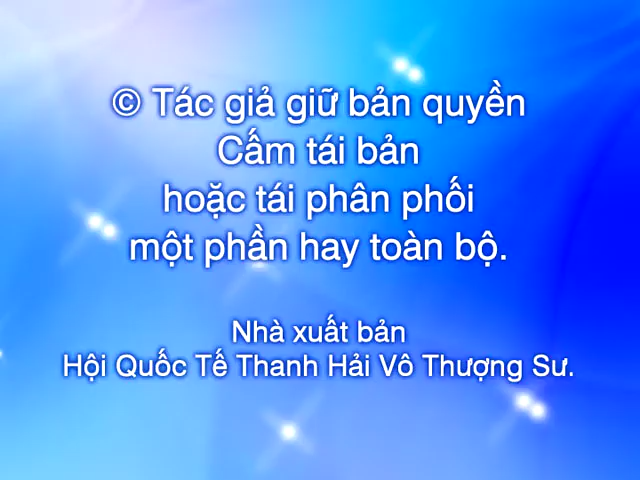 © Tác giả giữ bản quyền
Cấm tái bản
hoặc tái phân phối
một phần hay toàn bộ.
Nhà xuất bản
Hội Quốc Tế Thanh Hải Vô Thượng Sư.